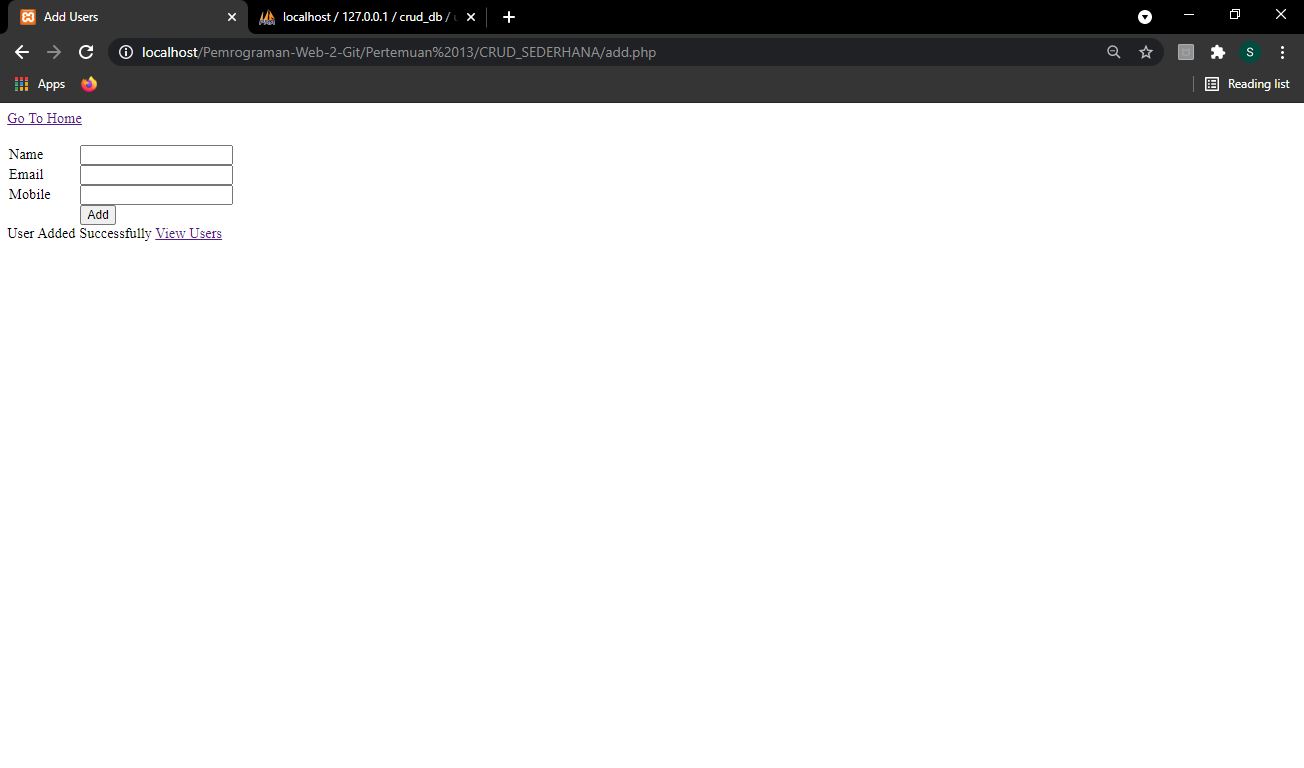 Add Users
localhost / 127.0.0.1 / crud_db /
localhost/Pemrograman-Web-2-Git/Pertemuan%2013/CRUD_SEDERHANA/add.php
S
Apps
Reading list
Go To Home
Name
Email
Mobile
Add
User Added Successfully View Users